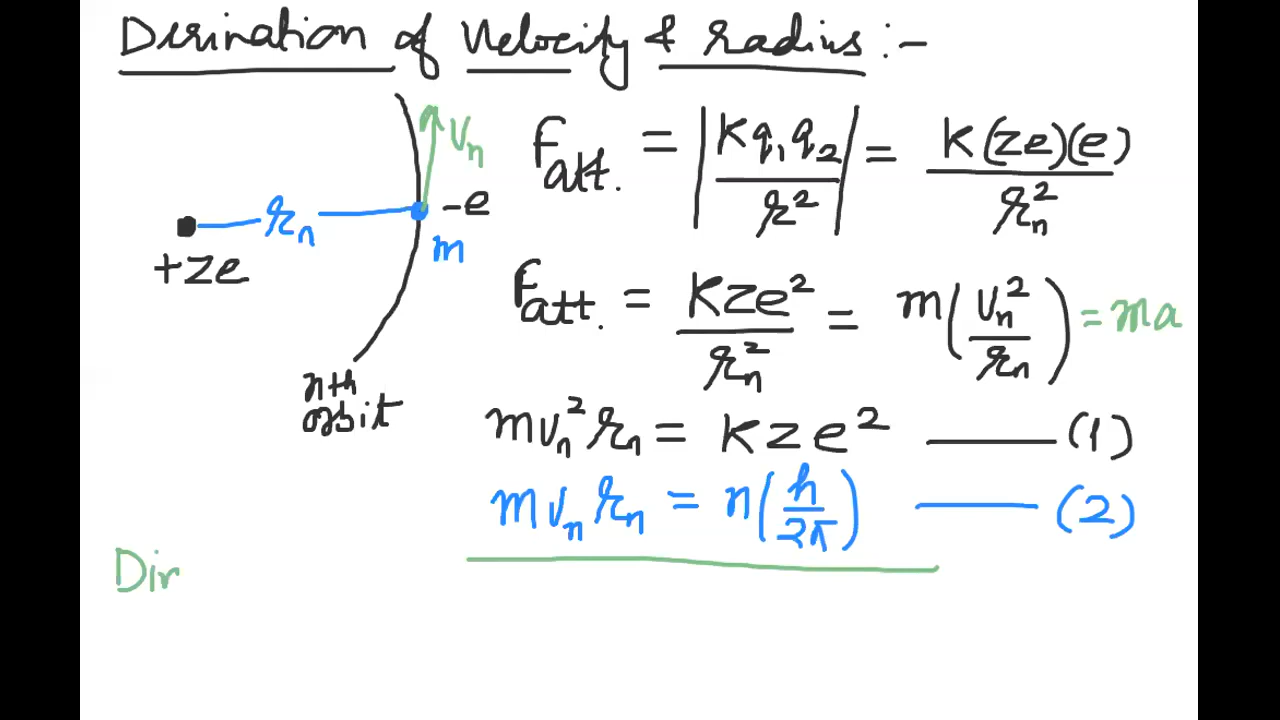 Derivation of Velocity & radius :-
Vn
Fatt. = |Kq₁q₂/r²| = K(ze)(e)/rn²
-e
rn
m
+ze
Fatt. = Kze²/rn² = m(Vn²/rn) = ma
nth
orbit
mvn²rn = Kze² —— (1)
mvnrn = n(h/2π) —— (2)
Dir